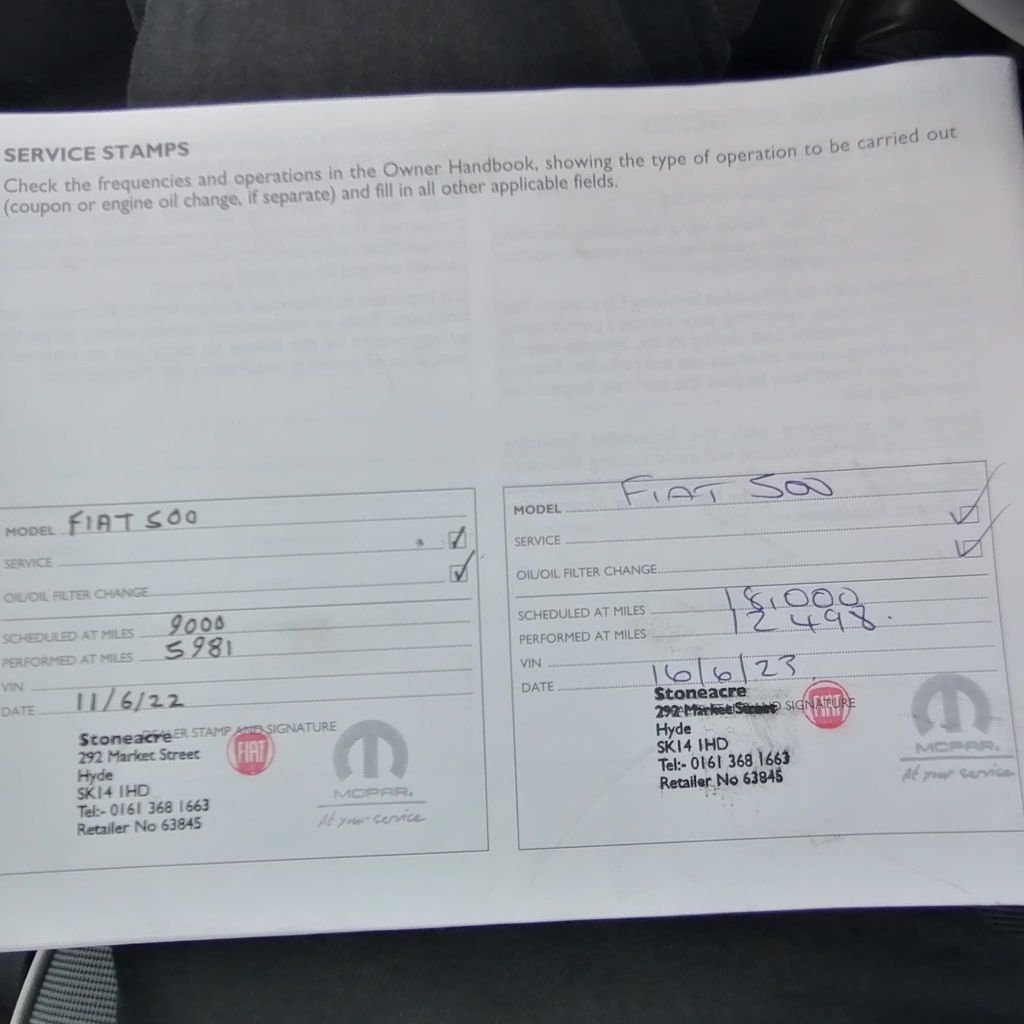 SERVICE STAMPS
Check the frequencies and operations in the Owner Handbook, showing the type of operation to be carried out
(coupon or engine oil change, if separate) and fill in all other applicable fields.
MODEL FIAT 500
SERVICE
OIL/OIL FILTER CHANGE
SCHEDULED AT MILES 9000
PERFORMED AT MILES 5981
VIN
DATE 11/6/22
DEALER STAMP AND SIGNATURE
Stoneacre
292 Market Street
Hyde
SK14 1HD
Tel:- 0161 368 1663
Retailer No 63845
FIAT
MOPAR.
At your service
MODEL FIAT 500
SERVICE
OIL/OIL FILTER CHANGE
SCHEDULED AT MILES 18,000
PERFORMED AT MILES 12 498.
VIN
DATE 16/6/23
SIGNATURE
Stoneacre
292 Market Street
Hyde
SK14 1HD
Tel:- 0161 368 1663
Retailer No 63845
FIAT
MOPAR.
At your service